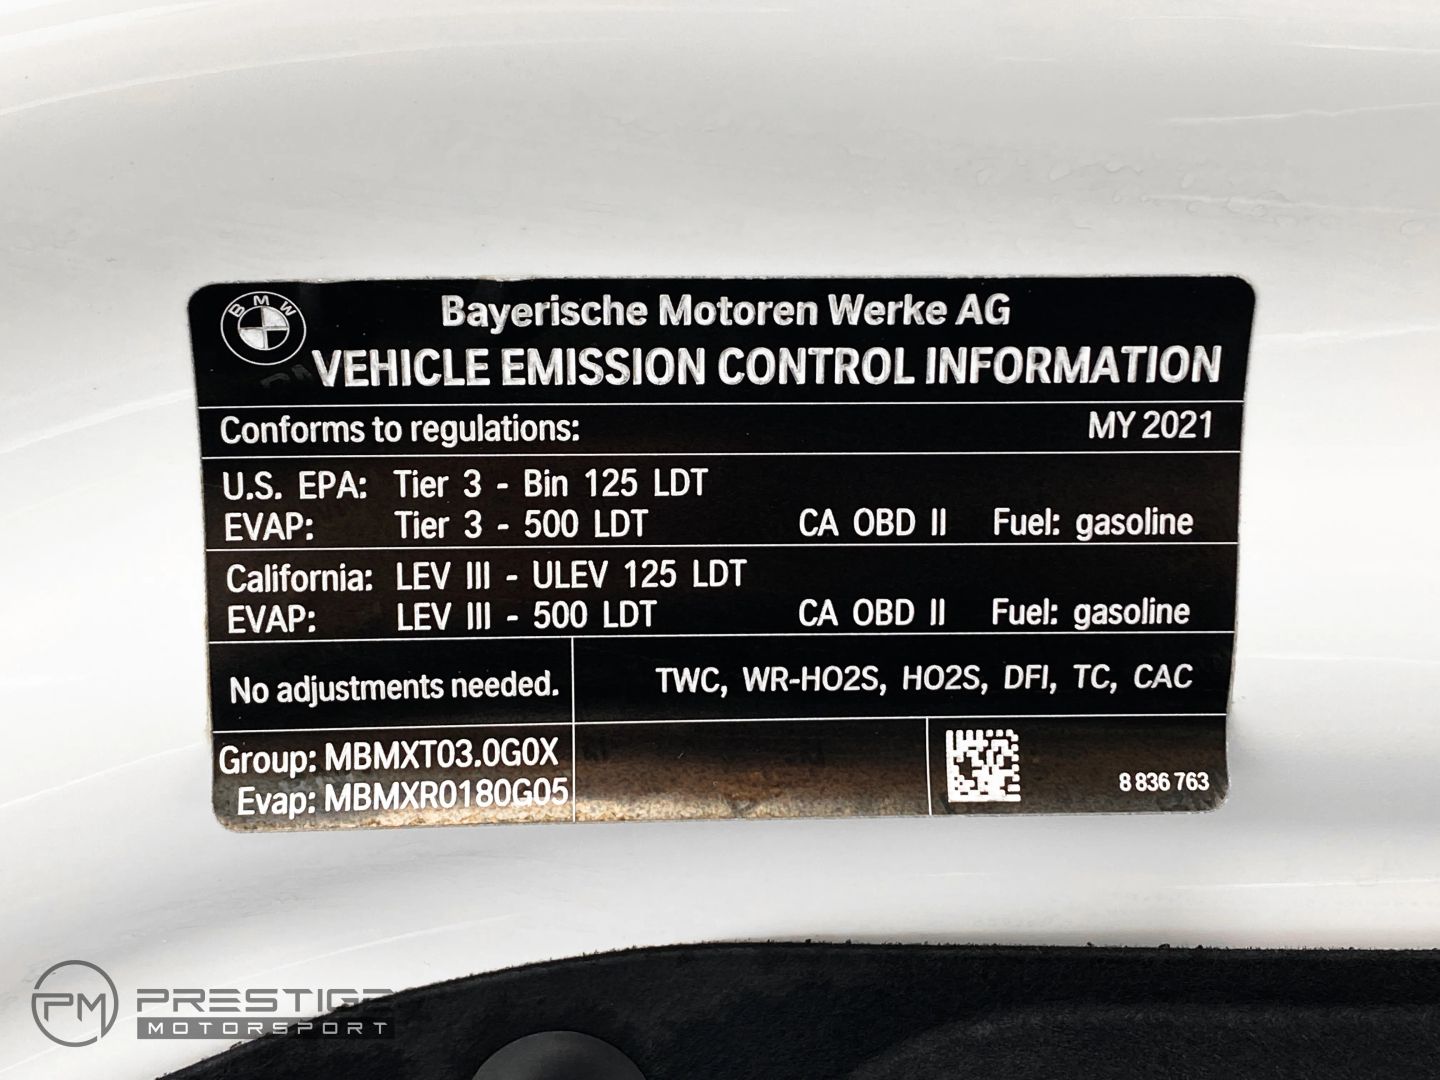 BMW
Bayerische Motoren Werke AG
VEHICLE EMISSION CONTROL INFORMATION
Conforms to regulations: MY 2021
U.S. EPA: Tier 3 - Bin 125 LDT
EVAP: Tier 3 - 500 LDT CA OBD II Fuel: gasoline
California: LEV III - ULEV 125 LDT
EVAP: LEV III - 500 LDT CA OBD II Fuel: gasoline
No adjustments needed. TWC, WR-HO2S, HO2S, DFI, TC, CAC
Group: MBMXT03.0G0X
Evap: MBMXR0180G05
8 836 763
PM PRESTIGE
MOTORSPORT